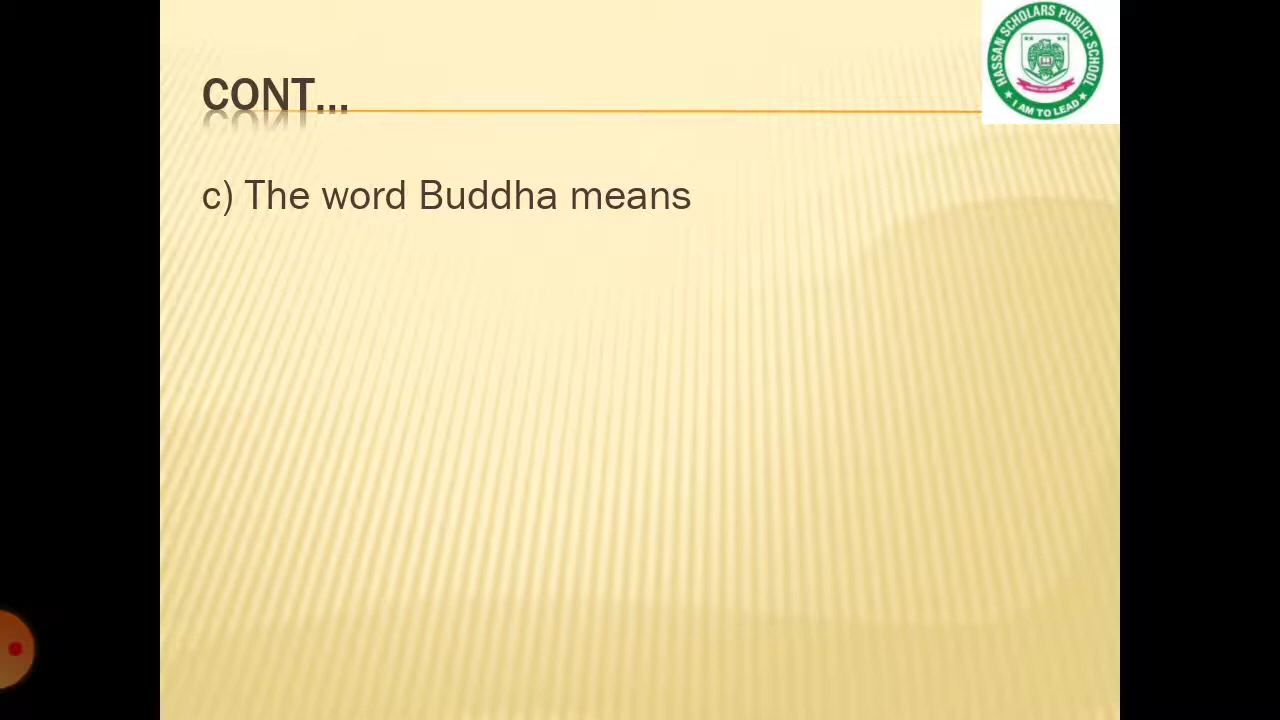 HASSAN SCHOLARS PUBLIC SCHOOL
I AM TO LEAD
CONT...
c) The word Buddha means